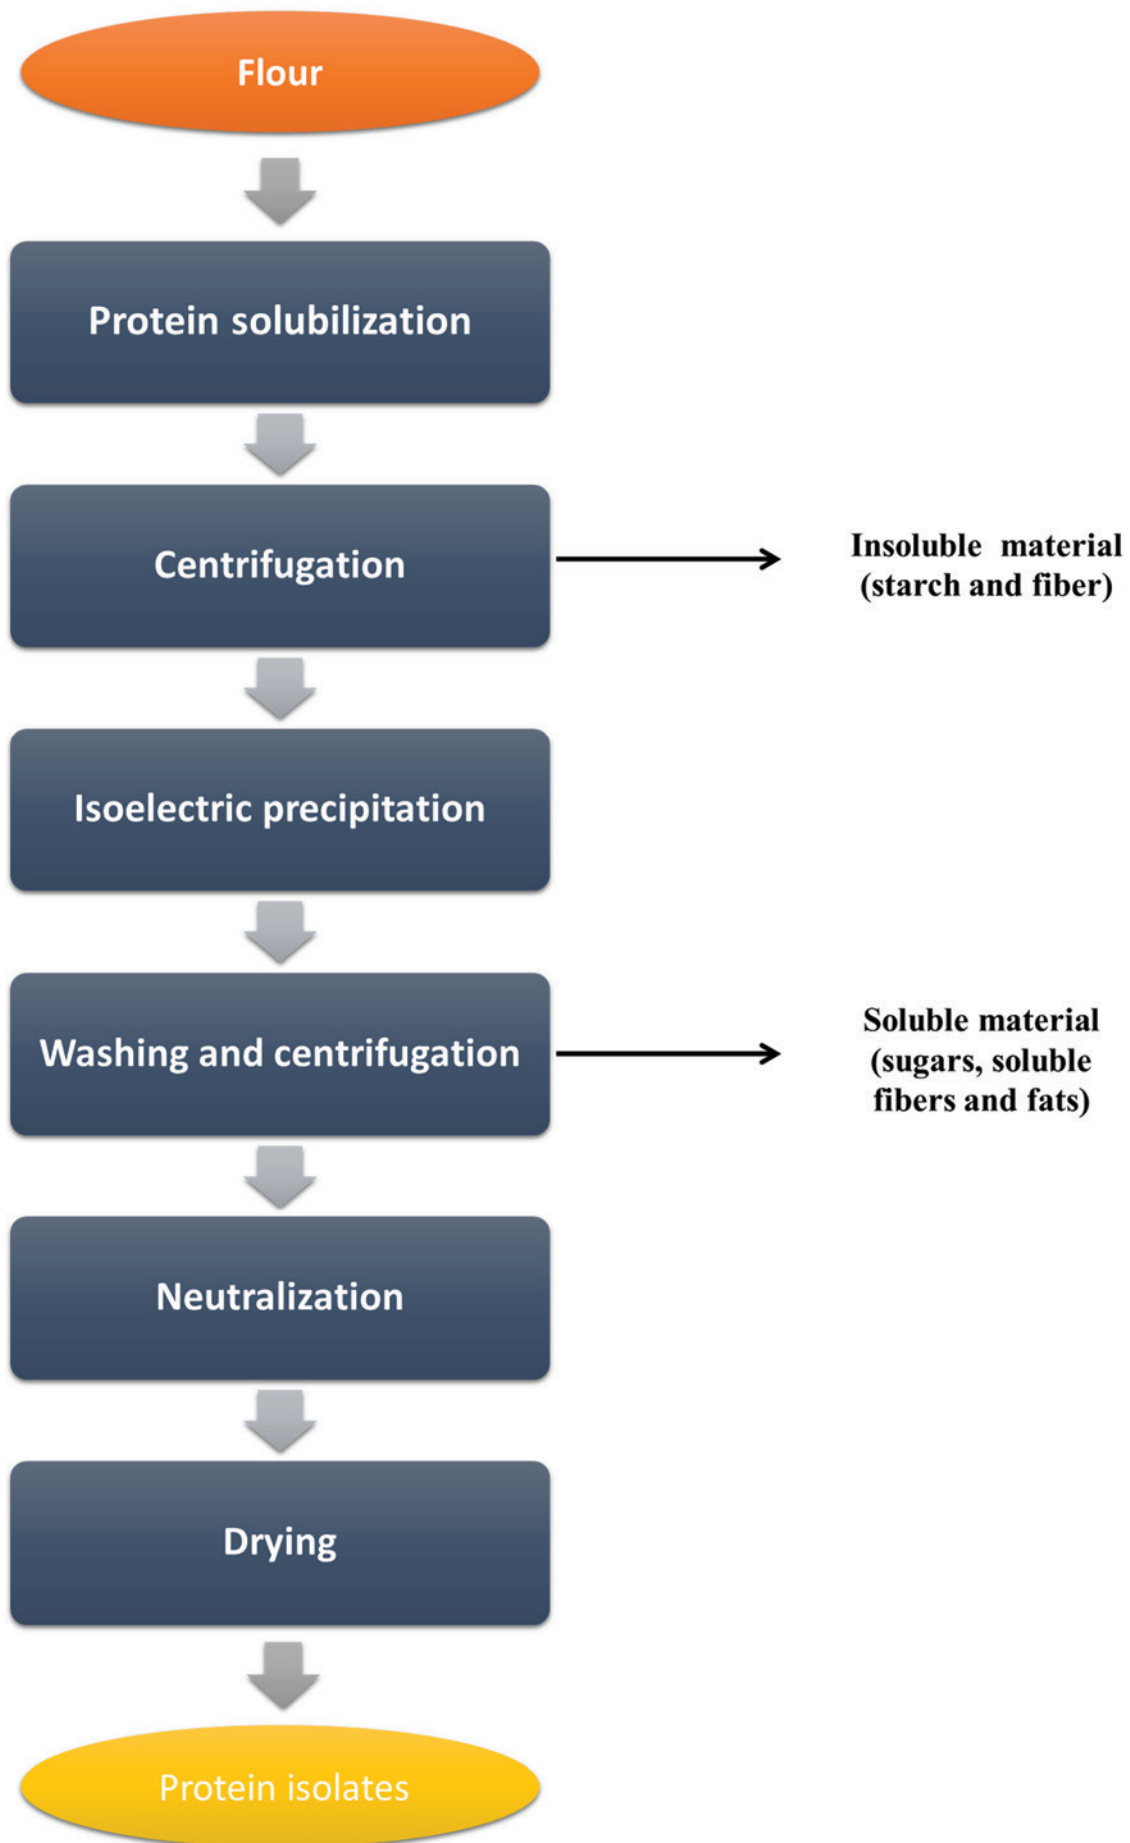 Flour
Protein solubilization
Centrifugation
Insoluble material
(starch and fiber)
Isoelectric precipitation
Washing and centrifugation
Soluble material
(sugars, soluble
fibers and fats)
Neutralization
Drying
Protein isolates